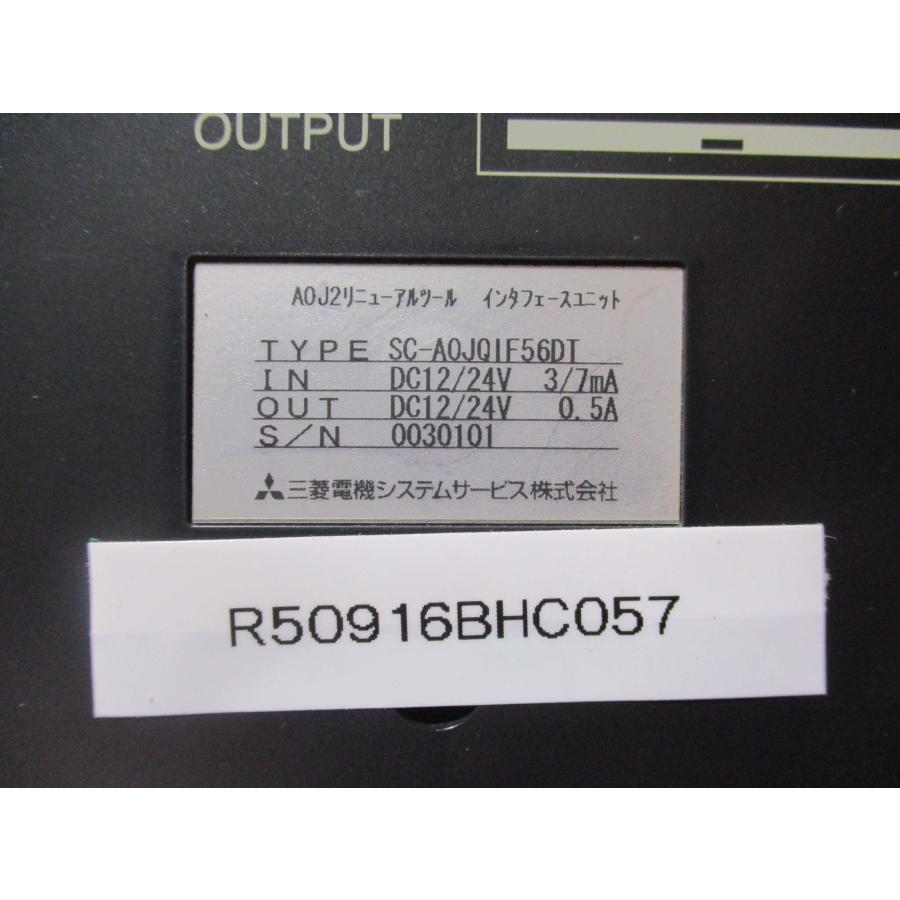 OUTPUT
A0J2ﾘﾆｭｰｱﾙﾂｰﾙ ｲﾝﾀﾌｪｰｽﾕﾆｯﾄ
TYPE SC-A0JQIF56DT
IN DC12/24V 3/7mA
OUT DC12/24V 0.5A
S/N 0030101
三菱電機システムサービス株式会社
R50916BHC057